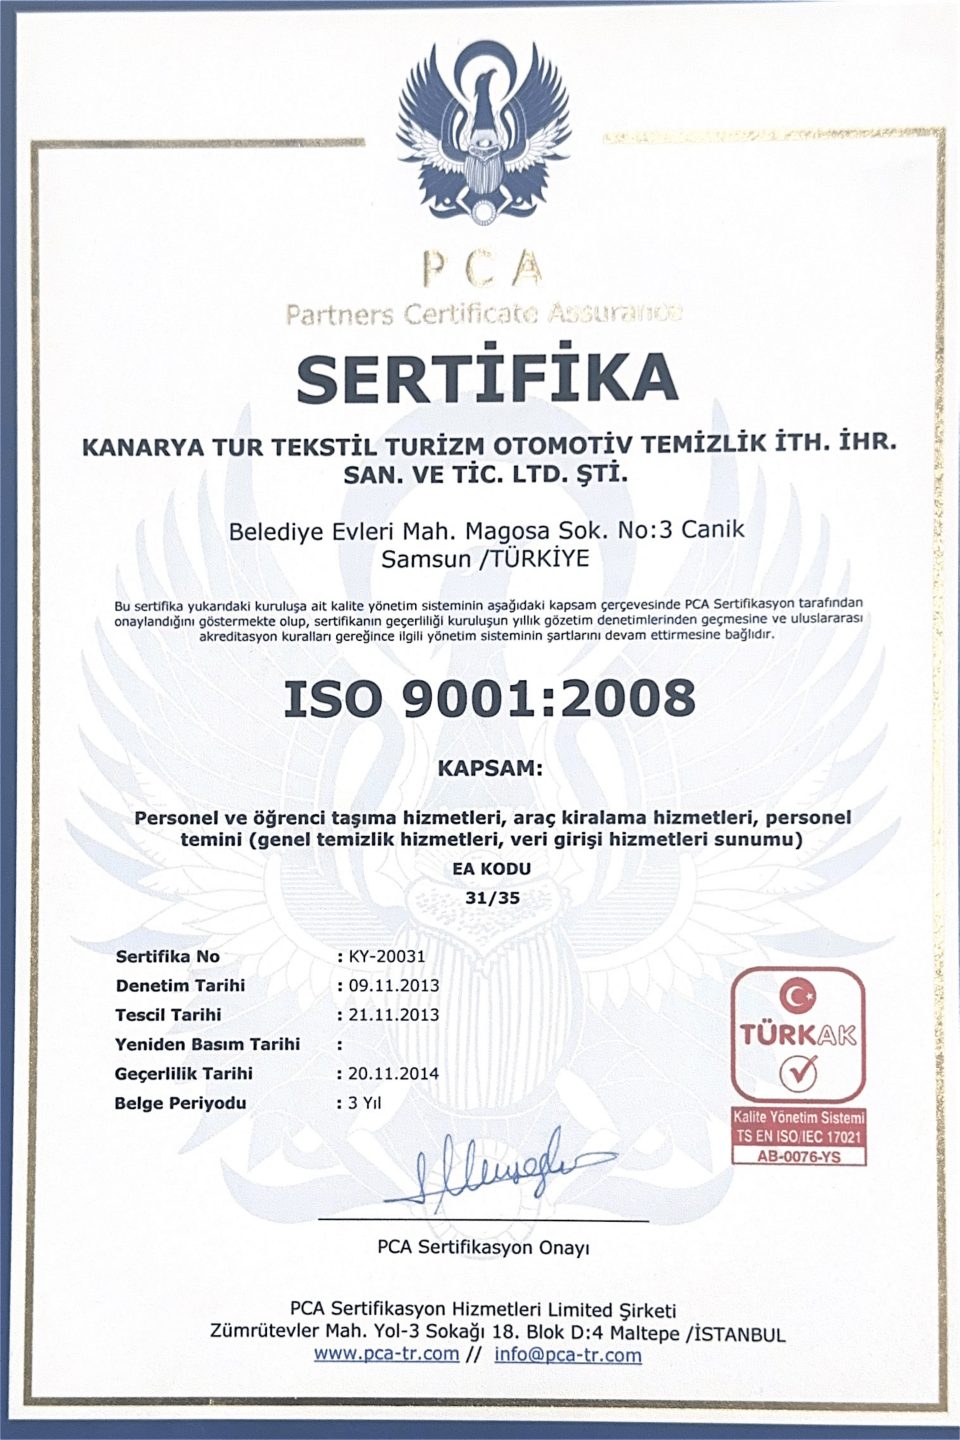 PCA
Partners Certificate Assurance
SERTİFİKA
KANARYA TUR TEKSTİL TURİZM OTOMOTİV TEMİZLİK İTH. İHR.
SAN. VE TİC. LTD. ŞTİ.
Belediye Evleri Mah. Magosa Sok. No:3 Canik
Samsun /TÜRKİYE
Bu sertifika yukarıdaki kuruluşa ait kalite yönetim sisteminin aşağıdaki kapsam çerçevesinde PCA Sertifikasyon tarafından
onaylandığını göstermekte olup, sertifikanın geçerliliği kuruluşun yıllık gözetim denetimlerinden geçmesine ve uluslararası
akreditasyon kuralları gereğince ilgili yönetim sisteminin şartlarını devam ettirmesine bağlıdır.
ISO 9001:2008
KAPSAM:
Personel ve öğrenci taşıma hizmetleri, araç kiralama hizmetleri, personel
temini (genel temizlik hizmetleri, veri girişi hizmetleri sunumu)
EA KODU
31/35
Sertifika No : KY-20031
Denetim Tarihi : 09.11.2013
Tescil Tarihi : 21.11.2013
Yeniden Basım Tarihi :
Geçerlilik Tarihi : 20.11.2014
Belge Periyodu : 3 Yıl
TÜRKAK
Kalite Yönetim Sistemi
TS EN ISO/IEC 17021
AB-0076-YS
PCA Sertifikasyon Onayı
PCA Sertifikasyon Hizmetleri Limited Şirketi
Zümrütevler Mah. Yol-3 Sokağı 18. Blok D:4 Maltepe /İSTANBUL
www.pca-tr.com // info@pca-tr.com